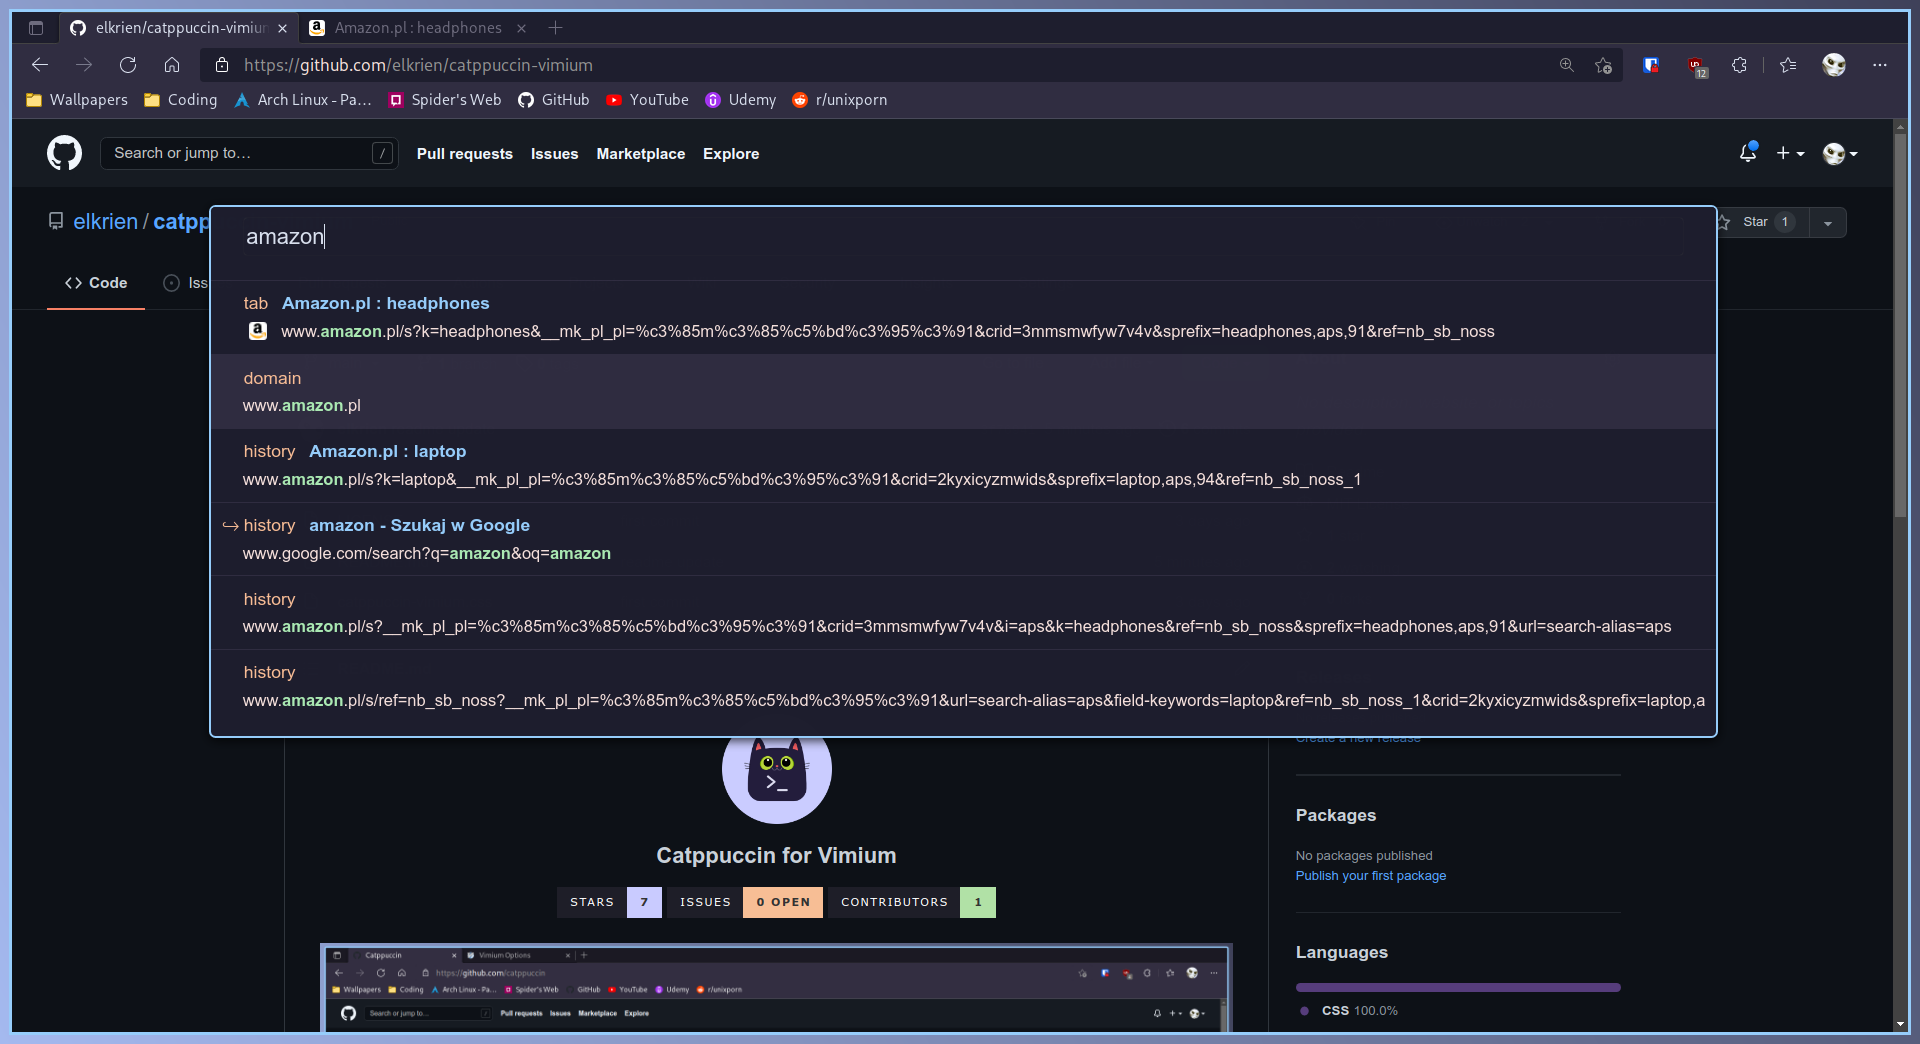 elkrien/catppuccin-vimiu
Amazon.pl : headphones
https://github.com/elkrien/catppuccin-vimium
12
Wallpapers Coding Arch Linux - Pa... Spider's Web GitHub YouTube Udemy r/unixporn
Search or jump to... / Pull requests Issues Marketplace Explore
elkrien / catpp
Star 1
Code Iss
amazon
tab Amazon.pl : headphones
www.amazon.pl/s?k=headphones&__mk_pl_pl=%c3%85m%c3%85%c5%bd%c3%95%c3%91&crid=3mmsmwfyw7v4v&sprefix=headphones,aps,91&ref=nb_sb_noss
domain
www.amazon.pl
history Amazon.pl : laptop
www.amazon.pl/s?k=laptop&__mk_pl_pl=%c3%85m%c3%85%c5%bd%c3%95%c3%91&crid=2kyxicyzmwids&sprefix=laptop,aps,94&ref=nb_sb_noss_1
history amazon - Szukaj w Google
www.google.com/search?q=amazon&oq=amazon
history
www.amazon.pl/s?__mk_pl_pl=%c3%85m%c3%85%c5%bd%c3%95%c3%91&crid=3mmsmwfyw7v4v&i=aps&k=headphones&ref=nb_sb_noss&sprefix=headphones,aps,91&url=search-alias=aps
history
www.amazon.pl/s/ref=nb_sb_noss?__mk_pl_pl=%c3%85m%c3%85%c5%bd%c3%95%c3%91&url=search-alias=aps&field-keywords=laptop&ref=nb_sb_noss_1&crid=2kyxicyzmwids&sprefix=laptop,a
Create a new release
>_
Catppuccin for Vimium
STARS 7 ISSUES 0 OPEN CONTRIBUTORS 1
Packages
No packages published
Publish your first package
Languages
CSS 100.0%
Catppuccin Vimium Options
https://github.com/catppuccin
Wallpapers Coding Arch Linux - Pa... Spider's Web GitHub YouTube Udemy r/unixporn
Search or jump to... / Pull requests Issues Marketplace Explore